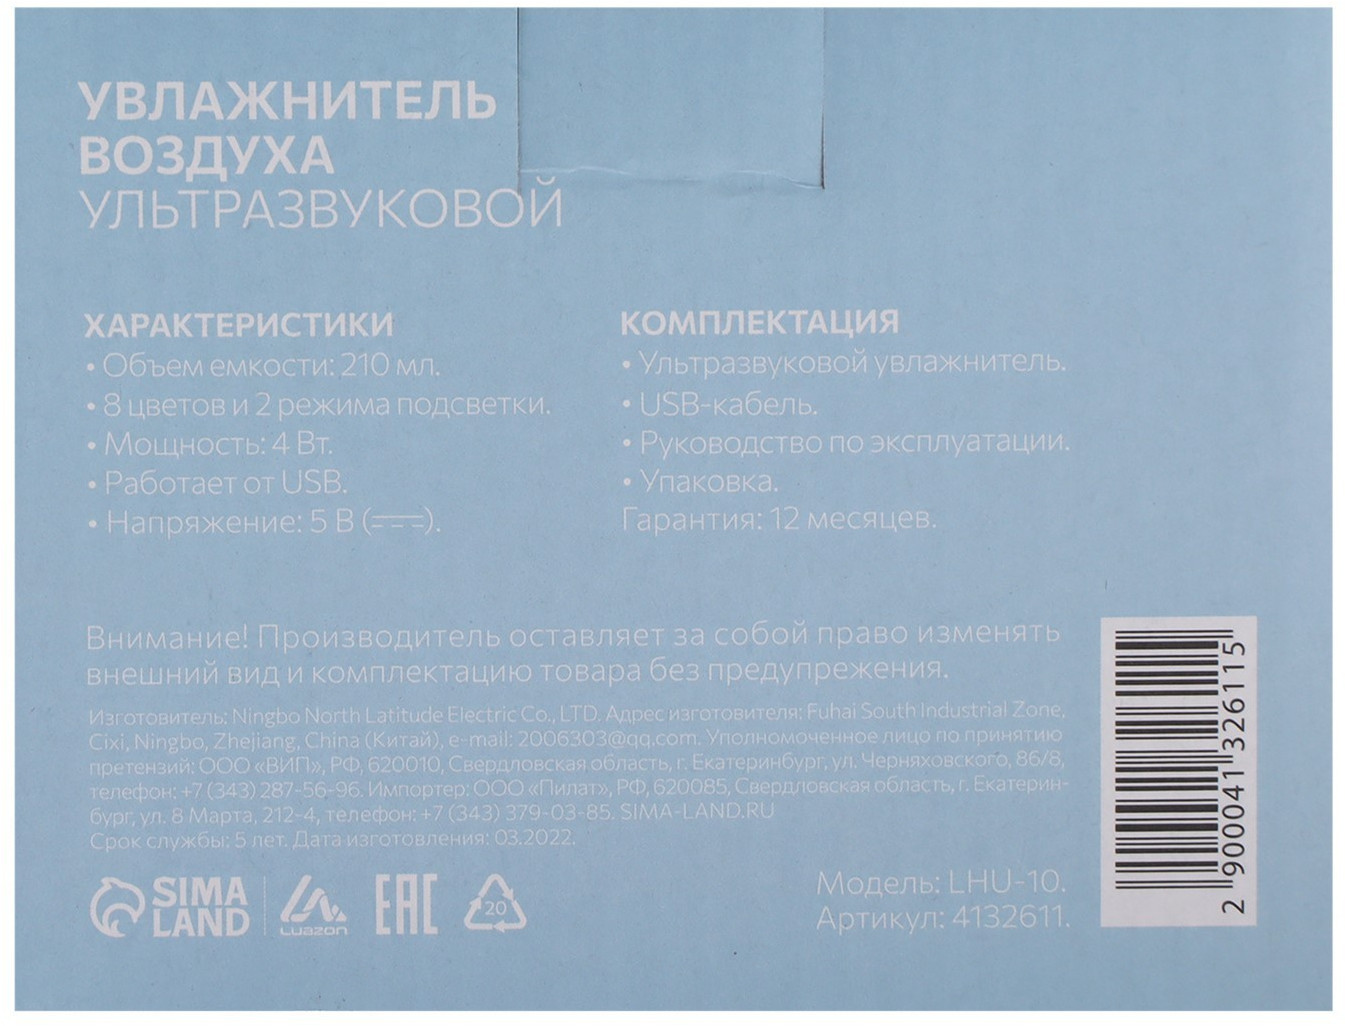 УВЛАЖНИТЕЛЬ
ВОЗДУХА
УЛЬТРАЗВУКОВОЙ
ХАРАКТЕРИСТИКИ
• Объем емкости: 210 мл.
• 8 цветов и 2 режима подсветки.
• Мощность: 4 Вт.
• Работает от USB.
• Напряжение: 5 В (⎓).
КОМПЛЕКТАЦИЯ
• Ультразвуковой увлажнитель.
• USB-кабель.
• Руководство по эксплуатации.
• Упаковка.
Гарантия: 12 месяцев.
Внимание! Производитель оставляет за собой право изменять
внешний вид и комплектацию товара без предупрежения.
Изготовитель: Ningbo North Latitude Electric Co., LTD. Адрес изготовителя: Fuhai South Industrial Zone,
Cixi, Ningbo, Zhejiang, China (Китай), e-mail: 2006303@qq.com. Уполномоченное лицо по принятию
претензий: ООО «ВИП», РФ, 620010, Свердловская область, г. Екатеринбург, ул. Черняховского, 86/8,
телефон: +7 (343) 287-56-96. Импортер: ООО «Пилат», РФ, 620085, Свердловская область, г. Екатерин-
бург, ул. 8 Марта, 212-4, телефон: +7 (343) 379-03-85. SIMA-LAND.RU
Срок службы: 5 лет. Дата изготовления: 03.2022.
SIMA
LAND
LUAZON
EAC
20
Модель: LHU-10.
Артикул: 4132611.
2 900041 326115